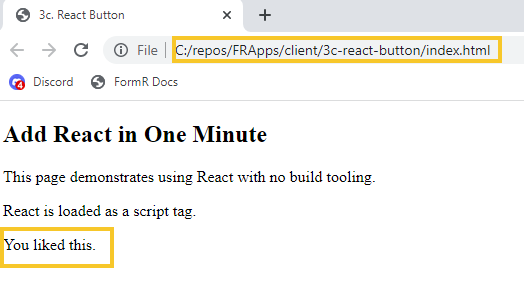 3c. React Button
File
C:/repos/FRApps/client/3c-react-button/index.html
4
Discord
FormR Docs
Add React in One Minute
This page demonstrates using React with no build tooling.
React is loaded as a script tag.
You liked this.